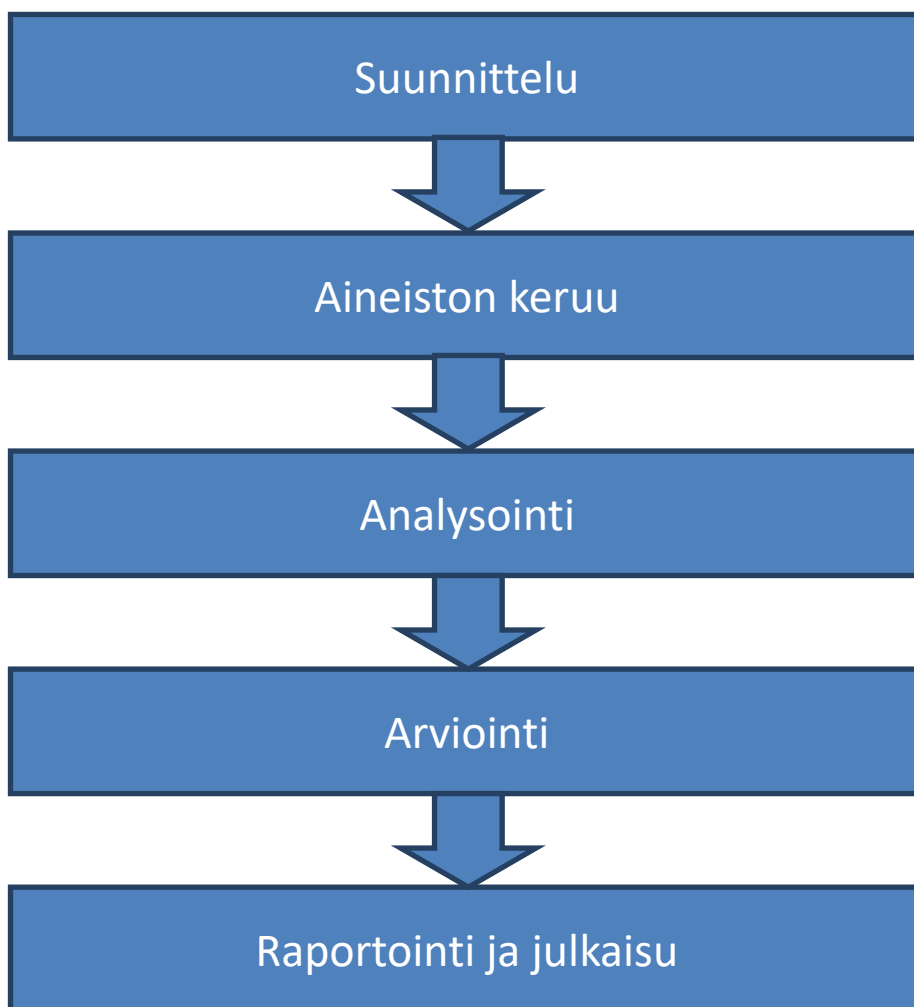 Suunnittelu
Aineiston keruu
Analysointi
Arviointi
Raportointi ja julkaisu